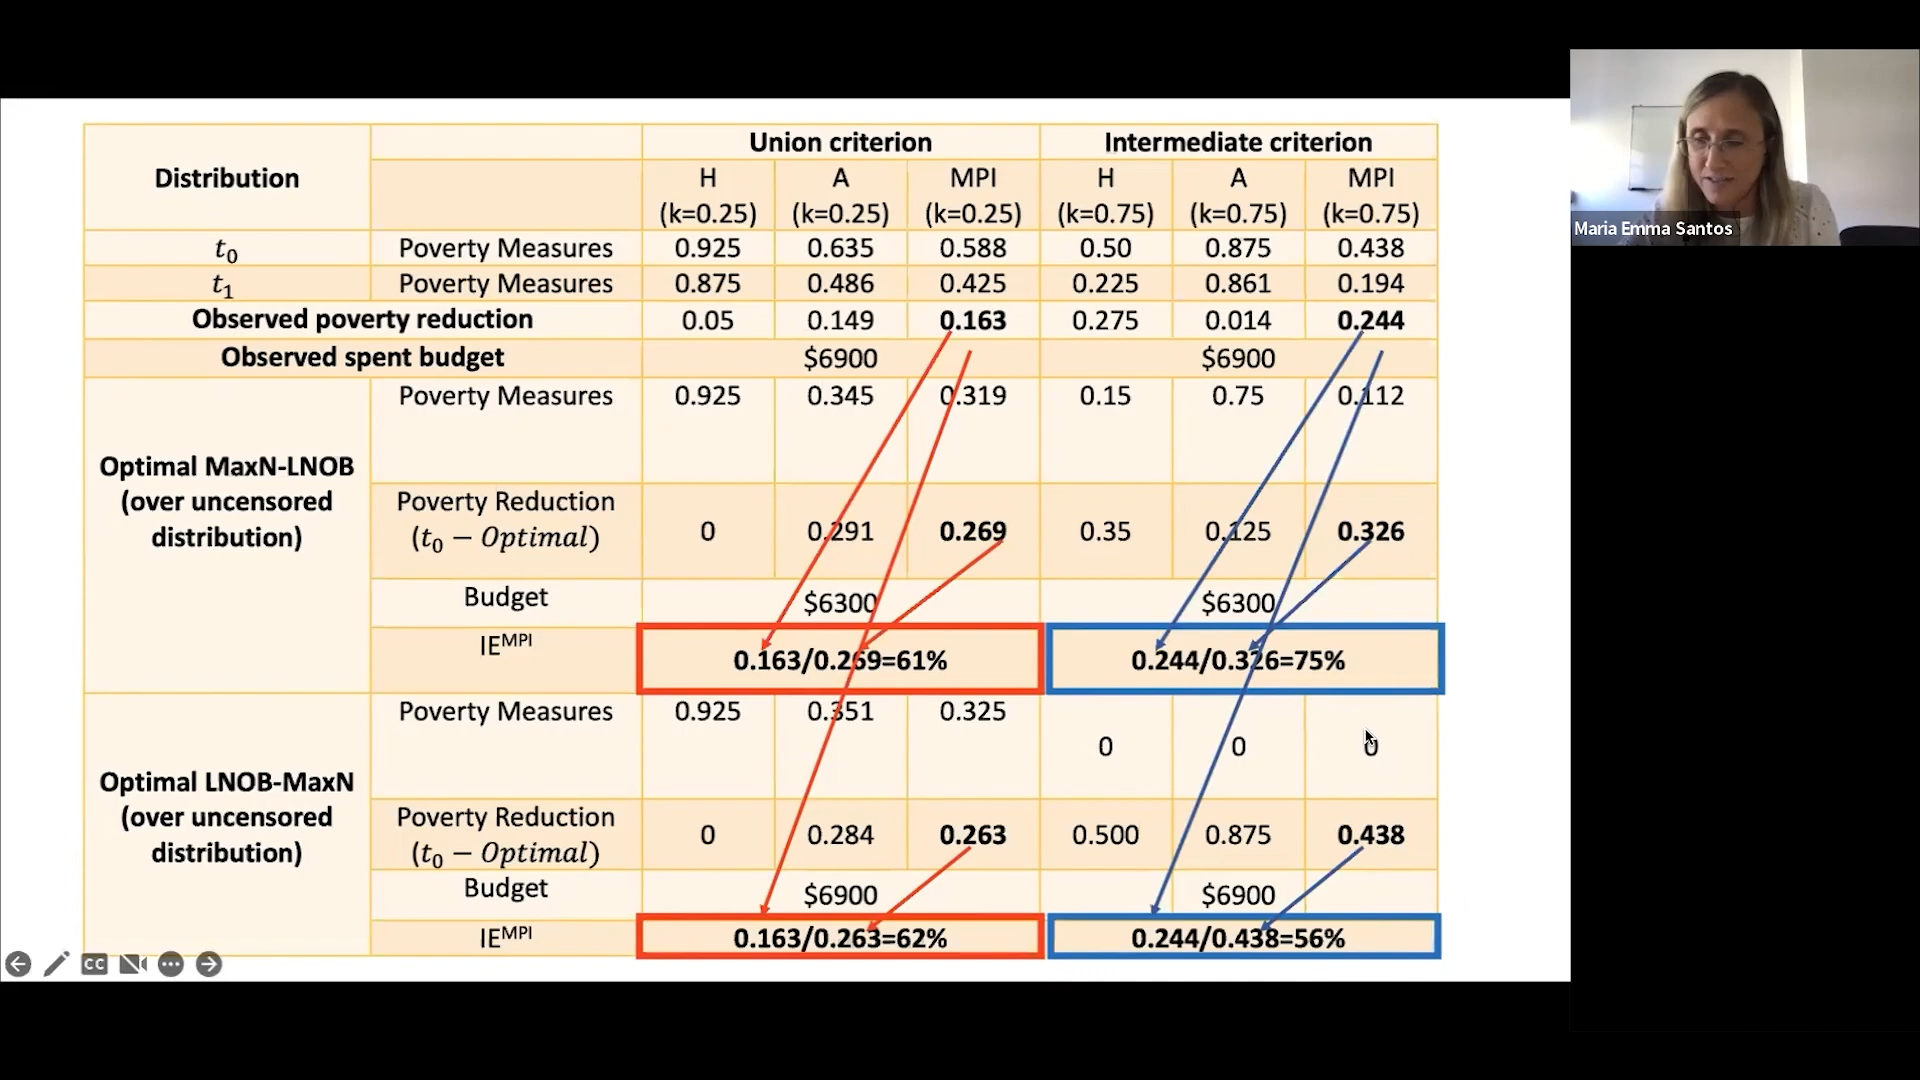 Union criterion
Intermediate criterion
Distribution
H A MPI H A MPI
(k=0.25) (k=0.25) (k=0.25) (k=0.75) (k=0.75) (k=0.75)
t0 Poverty Measures 0.925 0.635 0.588 0.50 0.875 0.438
t1 Poverty Measures 0.875 0.486 0.425 0.225 0.861 0.194
Observed poverty reduction 0.05 0.149 0.163 0.275 0.014 0.244
Observed spent budget $6900 $6900
Optimal MaxN-LNOB
(over uncensored
distribution)
Poverty Measures 0.925 0.345 0.319 0.15 0.75 0.112
Poverty Reduction
(t0 − Optimal) 0 0.291 0.269 0.35 0.125 0.326
Budget $6300 $6300
IEMPI 0.163/0.269=61% 0.244/0.326=75%
Optimal LNOB-MaxN
(over uncensored
distribution)
Poverty Measures 0.925 0.351 0.325 0 0 0
Poverty Reduction
(t0 − Optimal) 0 0.284 0.263 0.500 0.875 0.438
Budget $6900 $6900
IEMPI 0.163/0.263=62% 0.244/0.438=56%
CC
Maria Emma Santos